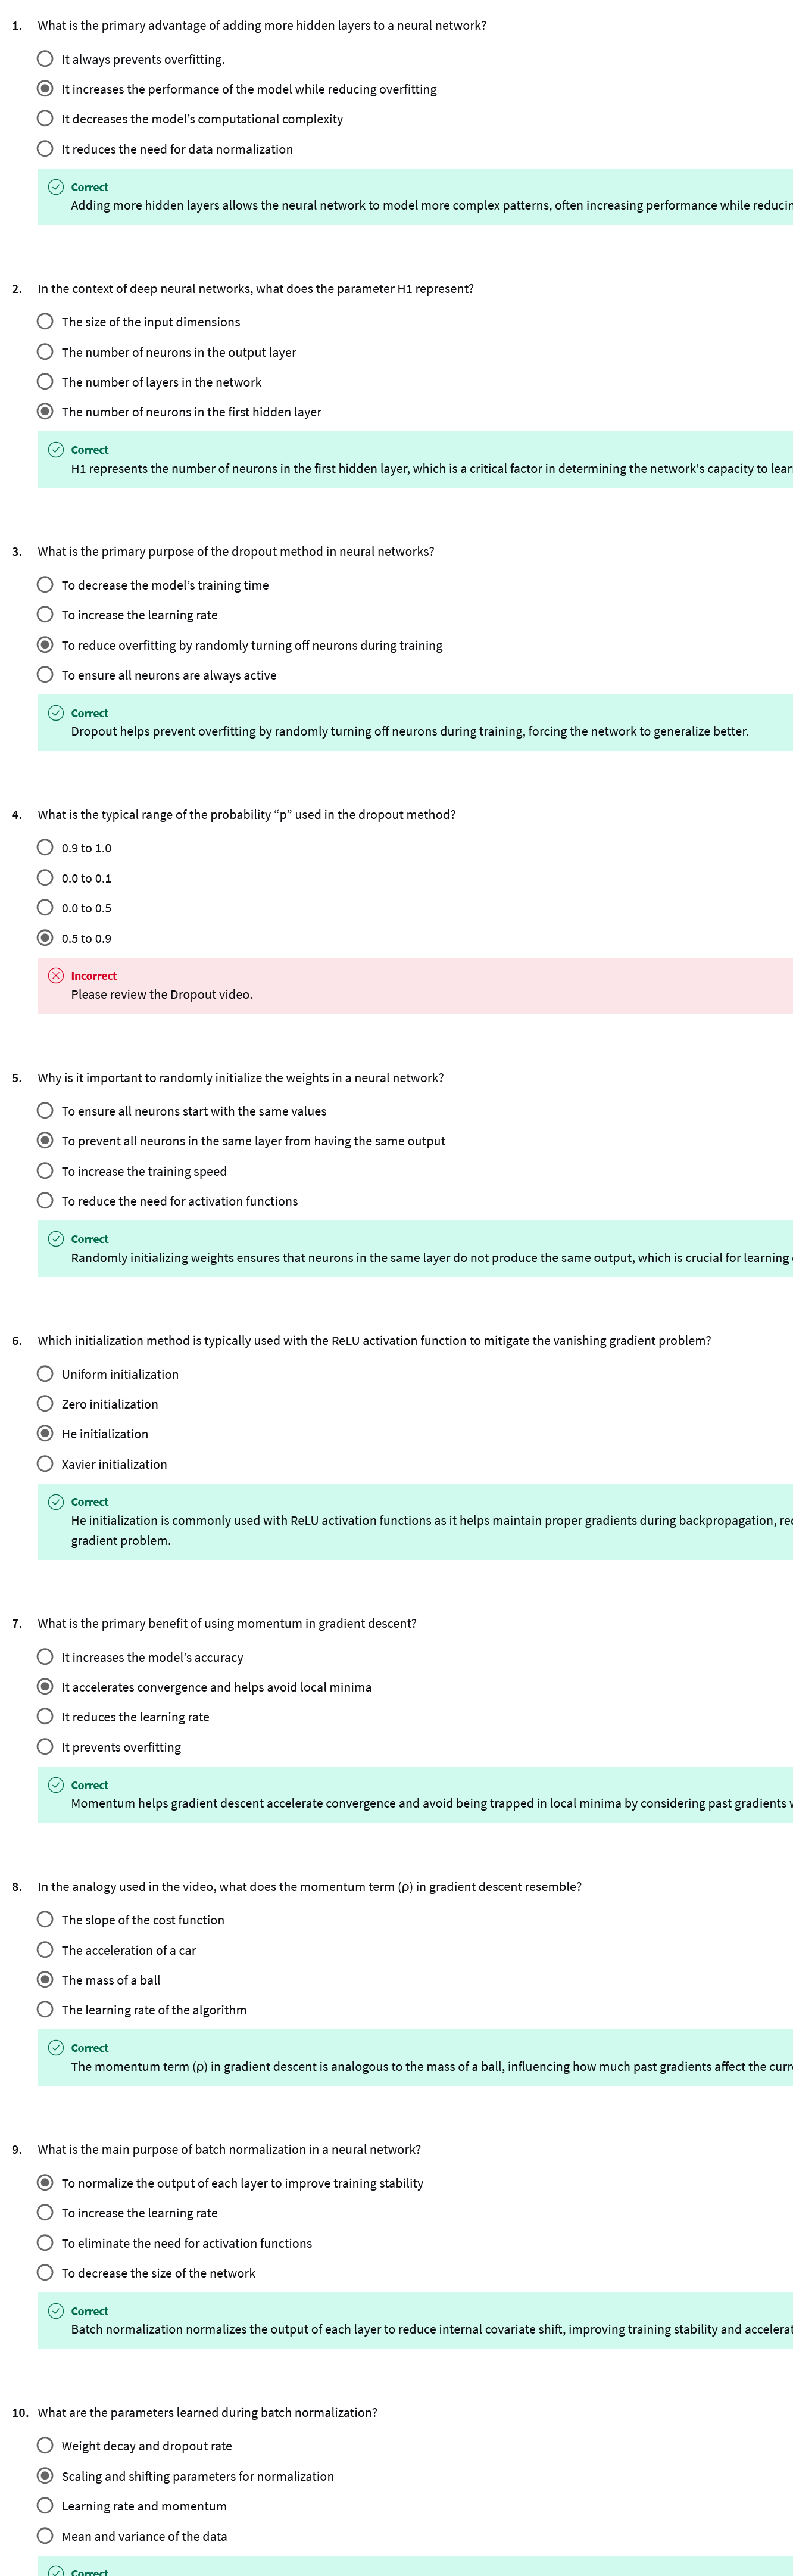 1. What is the primary advantage of adding more hidden layers to a neural network?
It always prevents overfitting.
It increases the performance of the model while reducing overfitting
It decreases the model’s computational complexity
It reduces the need for data normalization
Correct
Adding more hidden layers allows the neural network to model more complex patterns, often increasing performance while reducin
2. In the context of deep neural networks, what does the parameter H1 represent?
The size of the input dimensions
The number of neurons in the output layer
The number of layers in the network
The number of neurons in the first hidden layer
Correct
H1 represents the number of neurons in the first hidden layer, which is a critical factor in determining the network's capacity to lear
3. What is the primary purpose of the dropout method in neural networks?
To decrease the model’s training time
To increase the learning rate
To reduce overfitting by randomly turning off neurons during training
To ensure all neurons are always active
Correct
Dropout helps prevent overfitting by randomly turning off neurons during training, forcing the network to generalize better.
4. What is the typical range of the probability “p” used in the dropout method?
0.9 to 1.0
0.0 to 0.1
0.0 to 0.5
0.5 to 0.9
Incorrect
Please review the Dropout video.
5. Why is it important to randomly initialize the weights in a neural network?
To ensure all neurons start with the same values
To prevent all neurons in the same layer from having the same output
To increase the training speed
To reduce the need for activation functions
Correct
Randomly initializing weights ensures that neurons in the same layer do not produce the same output, which is crucial for learning
6. Which initialization method is typically used with the ReLU activation function to mitigate the vanishing gradient problem?
Uniform initialization
Zero initialization
He initialization
Xavier initialization
Correct
He initialization is commonly used with ReLU activation functions as it helps maintain proper gradients during backpropagation, re
gradient problem.
7. What is the primary benefit of using momentum in gradient descent?
It increases the model’s accuracy
It accelerates convergence and helps avoid local minima
It reduces the learning rate
It prevents overfitting
Correct
Momentum helps gradient descent accelerate convergence and avoid being trapped in local minima by considering past gradients
8. In the analogy used in the video, what does the momentum term (ρ) in gradient descent resemble?
The slope of the cost function
The acceleration of a car
The mass of a ball
The learning rate of the algorithm
Correct
The momentum term (ρ) in gradient descent is analogous to the mass of a ball, influencing how much past gradients affect the curr
9. What is the main purpose of batch normalization in a neural network?
To normalize the output of each layer to improve training stability
To increase the learning rate
To eliminate the need for activation functions
To decrease the size of the network
Correct
Batch normalization normalizes the output of each layer to reduce internal covariate shift, improving training stability and accelerat
10. What are the parameters learned during batch normalization?
Weight decay and dropout rate
Scaling and shifting parameters for normalization
Learning rate and momentum
Mean and variance of the data
Correct